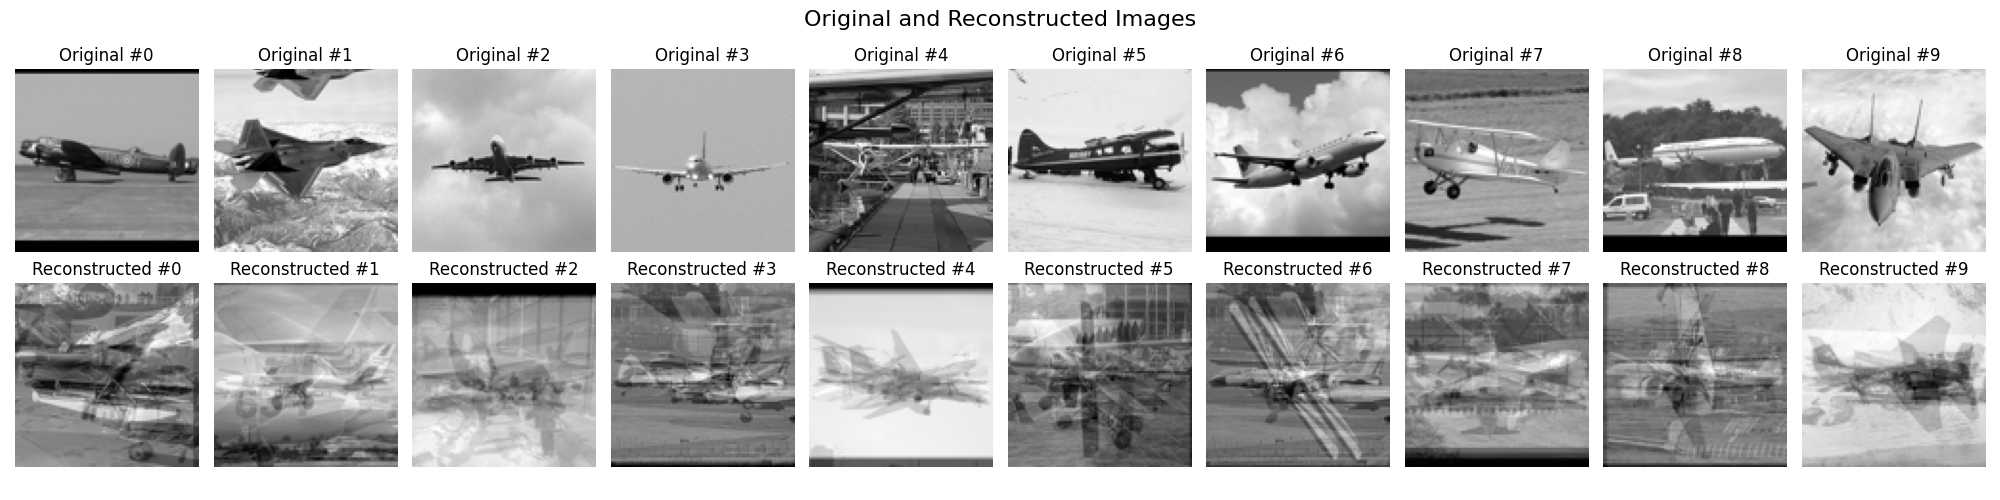 Original and Reconstructed Images
Original #0 Original #1 Original #2 Original #3 Original #4 Original #5 Original #6 Original #7 Original #8 Original #9
Reconstructed #0 Reconstructed #1 Reconstructed #2 Reconstructed #3 Reconstructed #4 Reconstructed #5 Reconstructed #6 Reconstructed #7 Reconstructed #8 Reconstructed #9